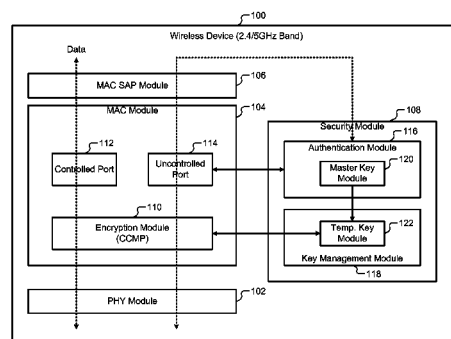 100
Wireless Device (2.4/5GHz Band)
Data
MAC SAP Module
106
MAC Module
104
108
Security Module
112
114
116
Authentication Module
Controlled Port
Uncontrolled
Port
Master Key
Module
120
110
Encryption Module
(CCMP)
Temp. Key
Module
122
Key Management Module
118
PHY Module
102